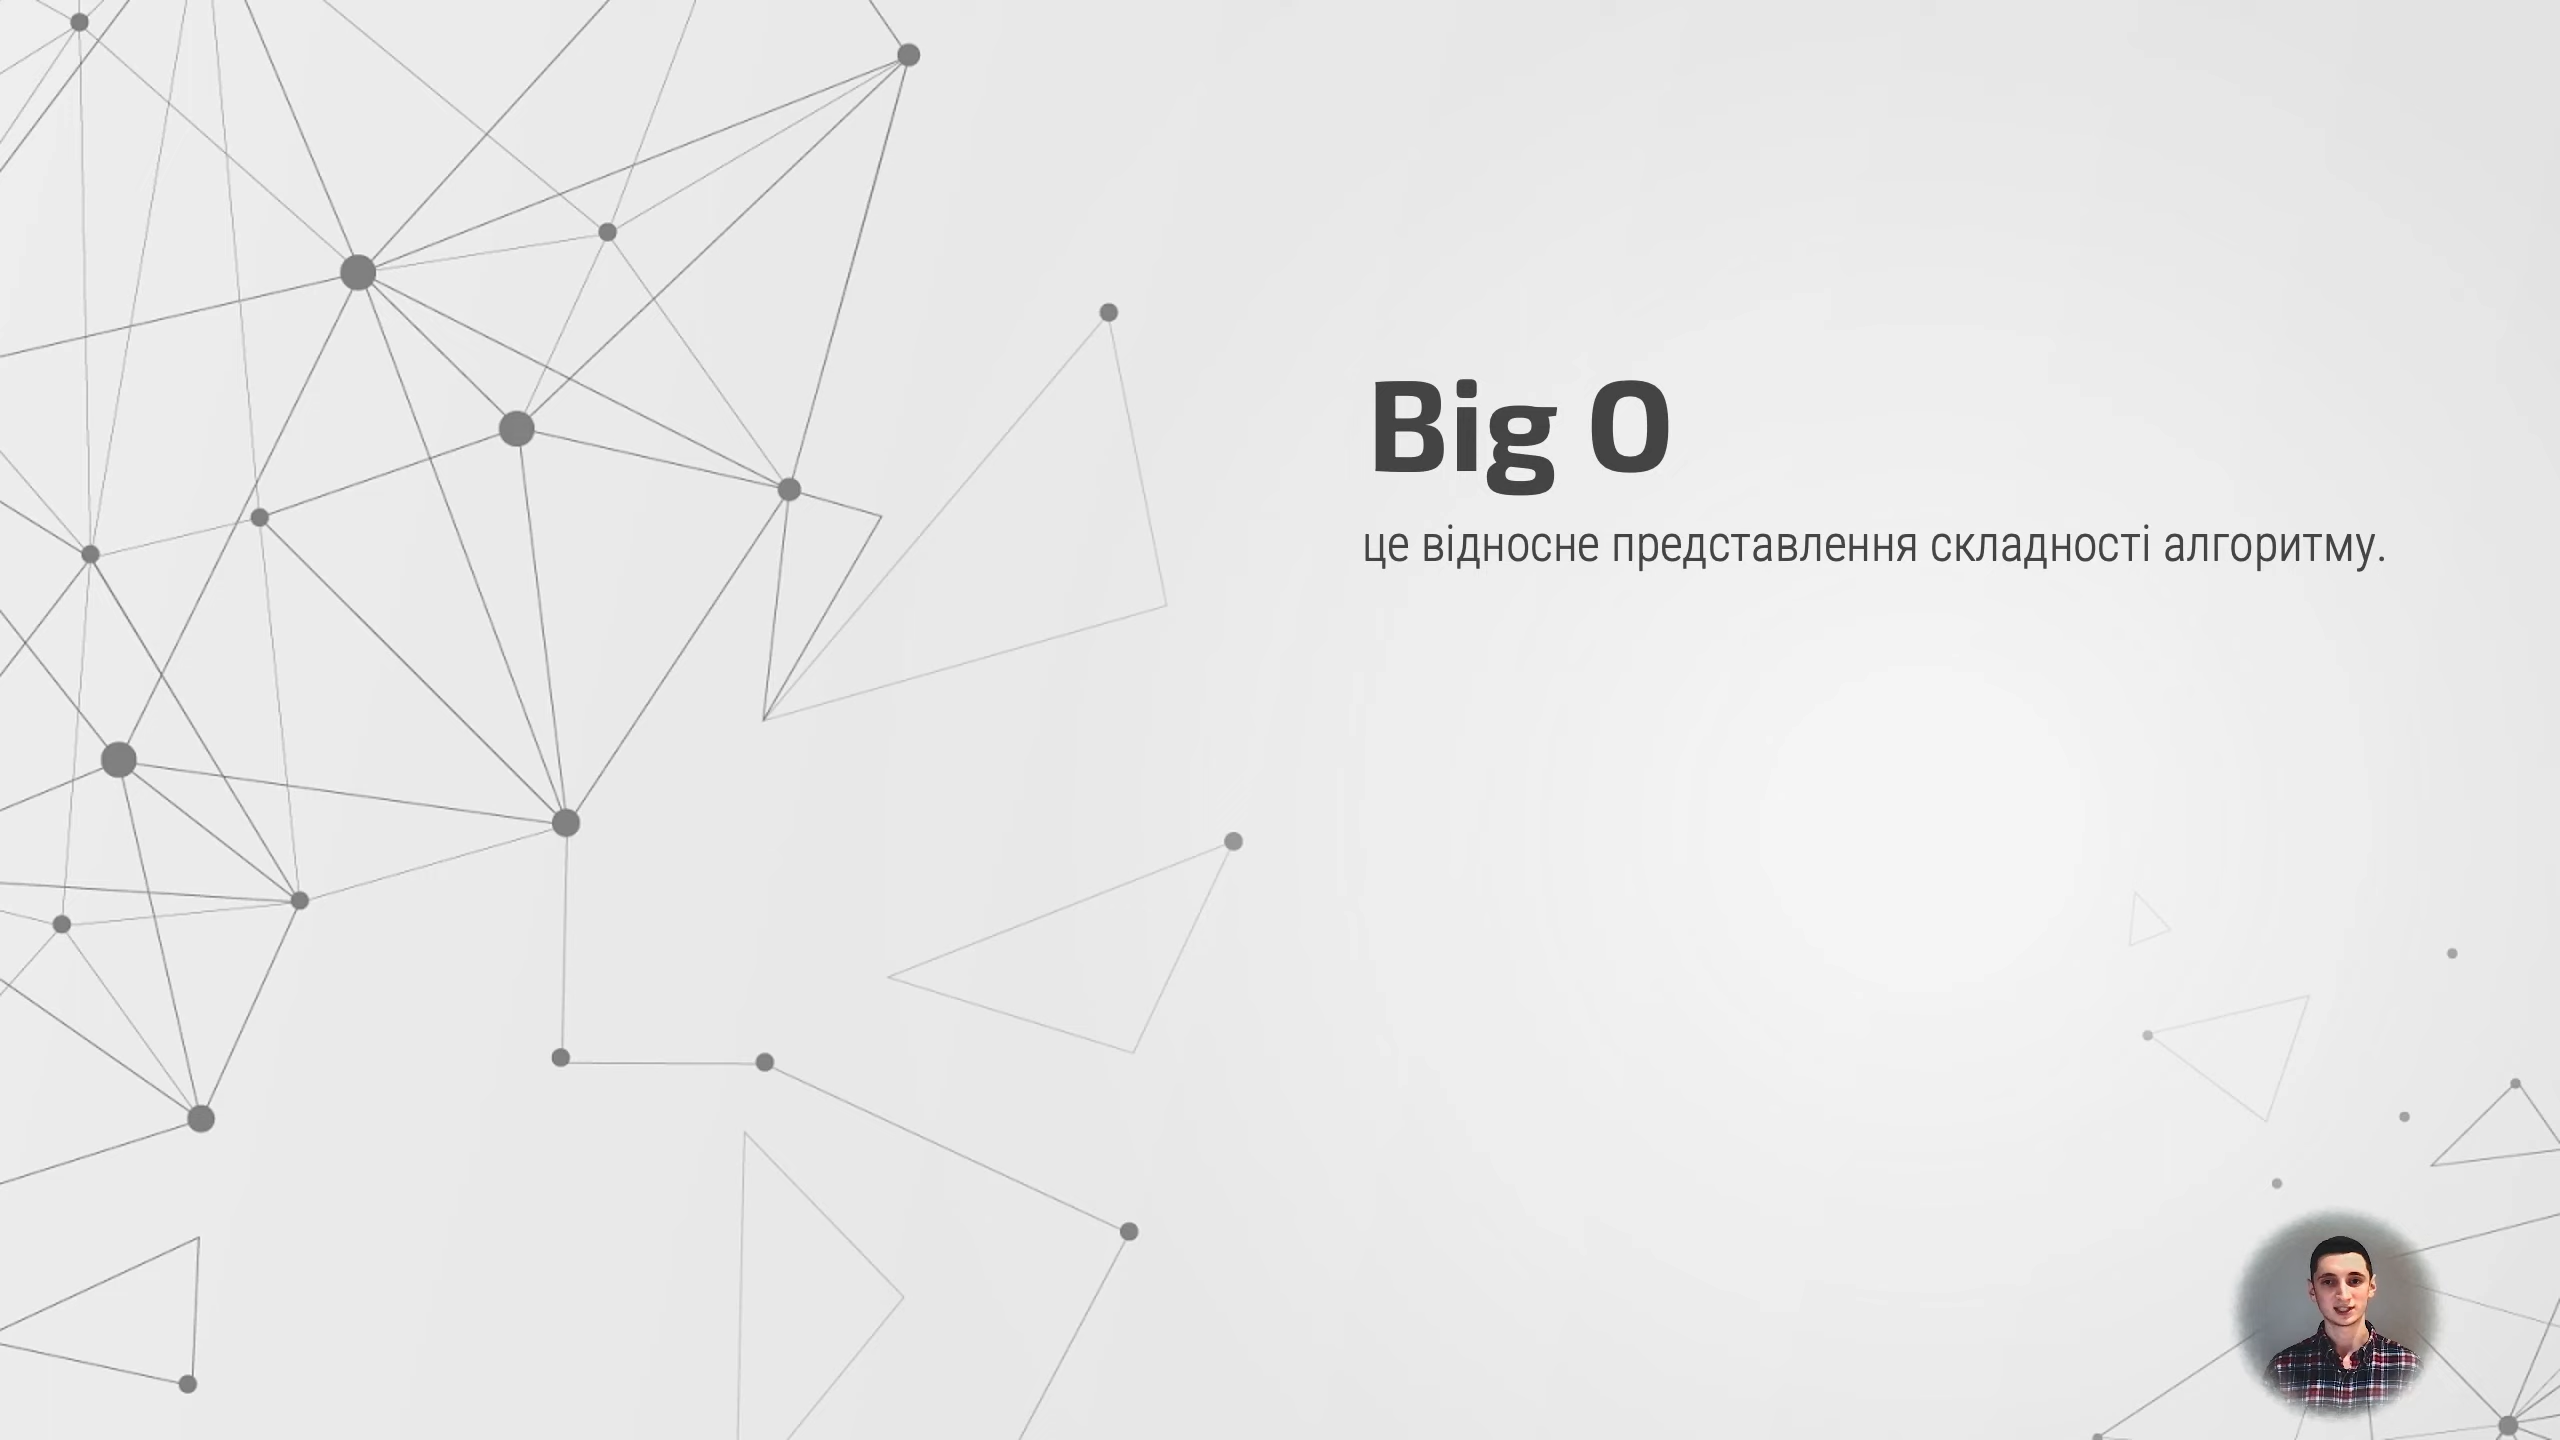 Big O
це відносне представлення складності алгоритму.